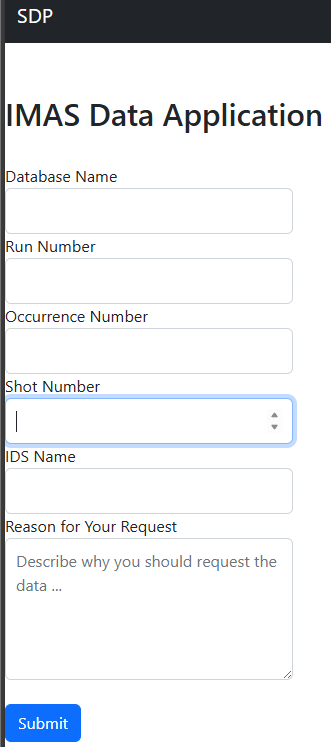 SDP
IMAS Data Application
Database Name
Run Number
Occurrence Number
Shot Number
IDS Name
Reason for Your Request
Describe why you should request the
data ...
Submit